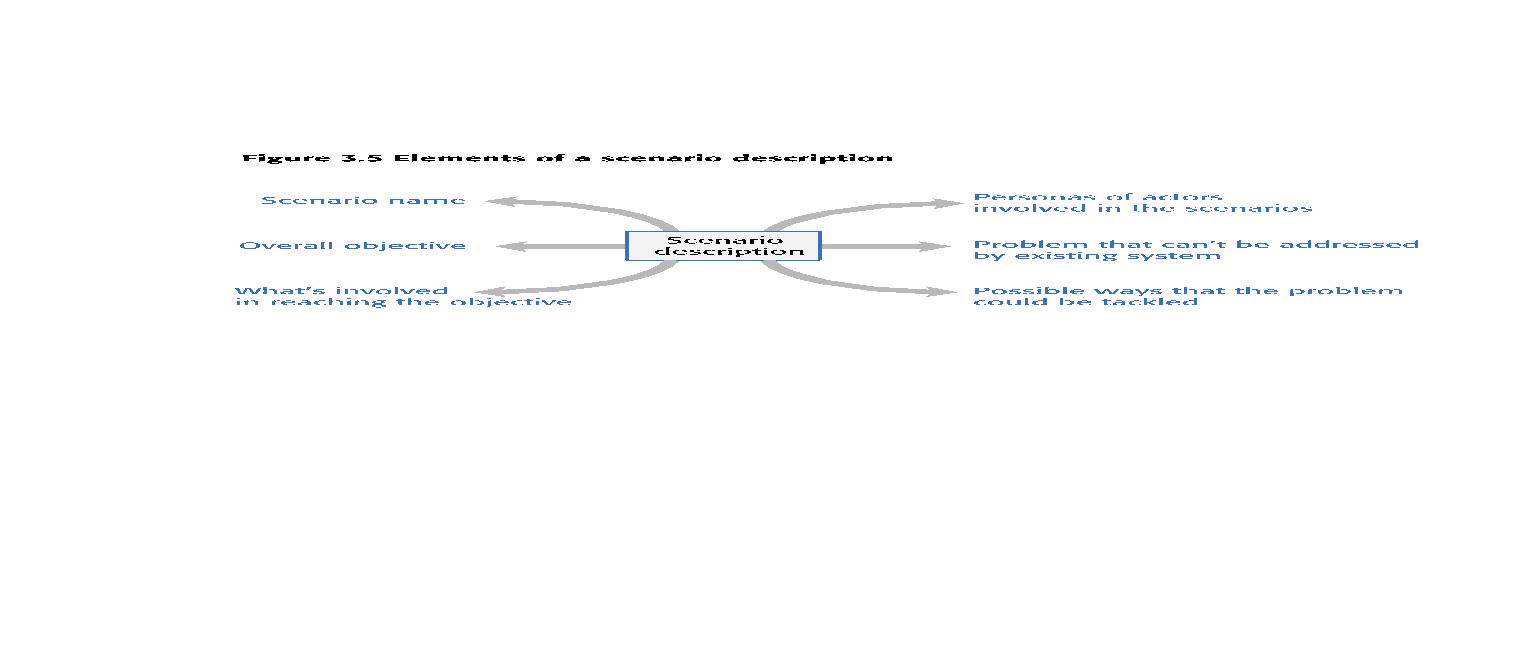 Figure 3.5 Elements of a scenario description
Scenario name
Personas of actors
involved in the scenarios
Scenario
description
Overall objective
Problem that can't be addressed
by existing system
What's involved
in reaching the objective
Possible ways that the problem
could be tackled